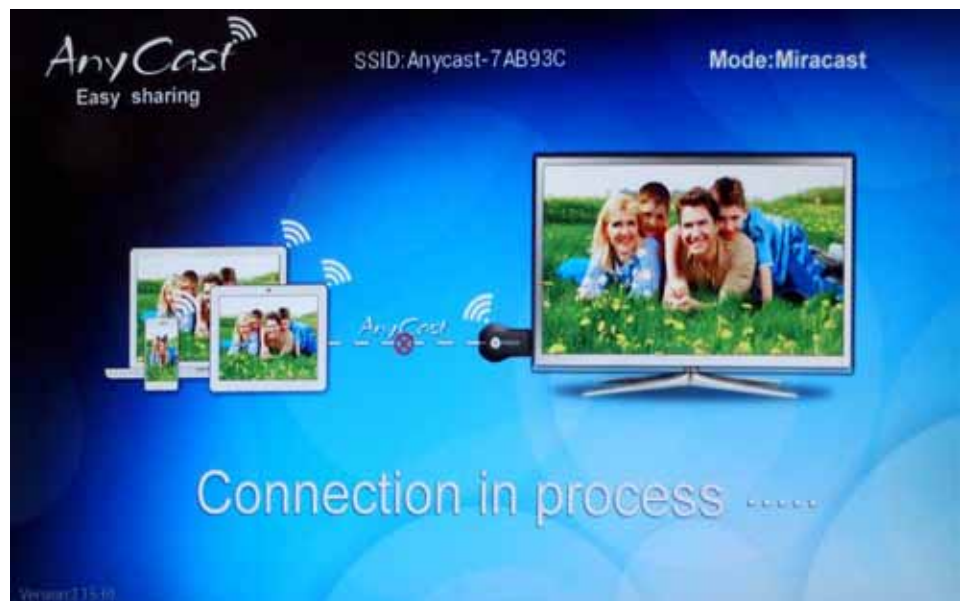 AnyCast
Easy sharing
SSID:Anycast-7AB93C
Mode:Miracast
AnyCast
Connection in process .....